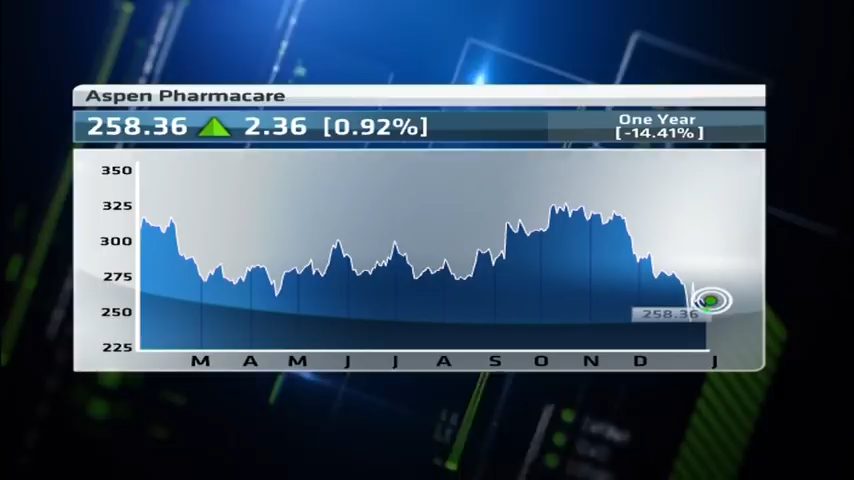 Aspen Pharmacare
258.36 2.36 [0.92%]
One Year
[-14.41%]
350
325
300
275
250
225
258.36
M A M J J A S O N D J